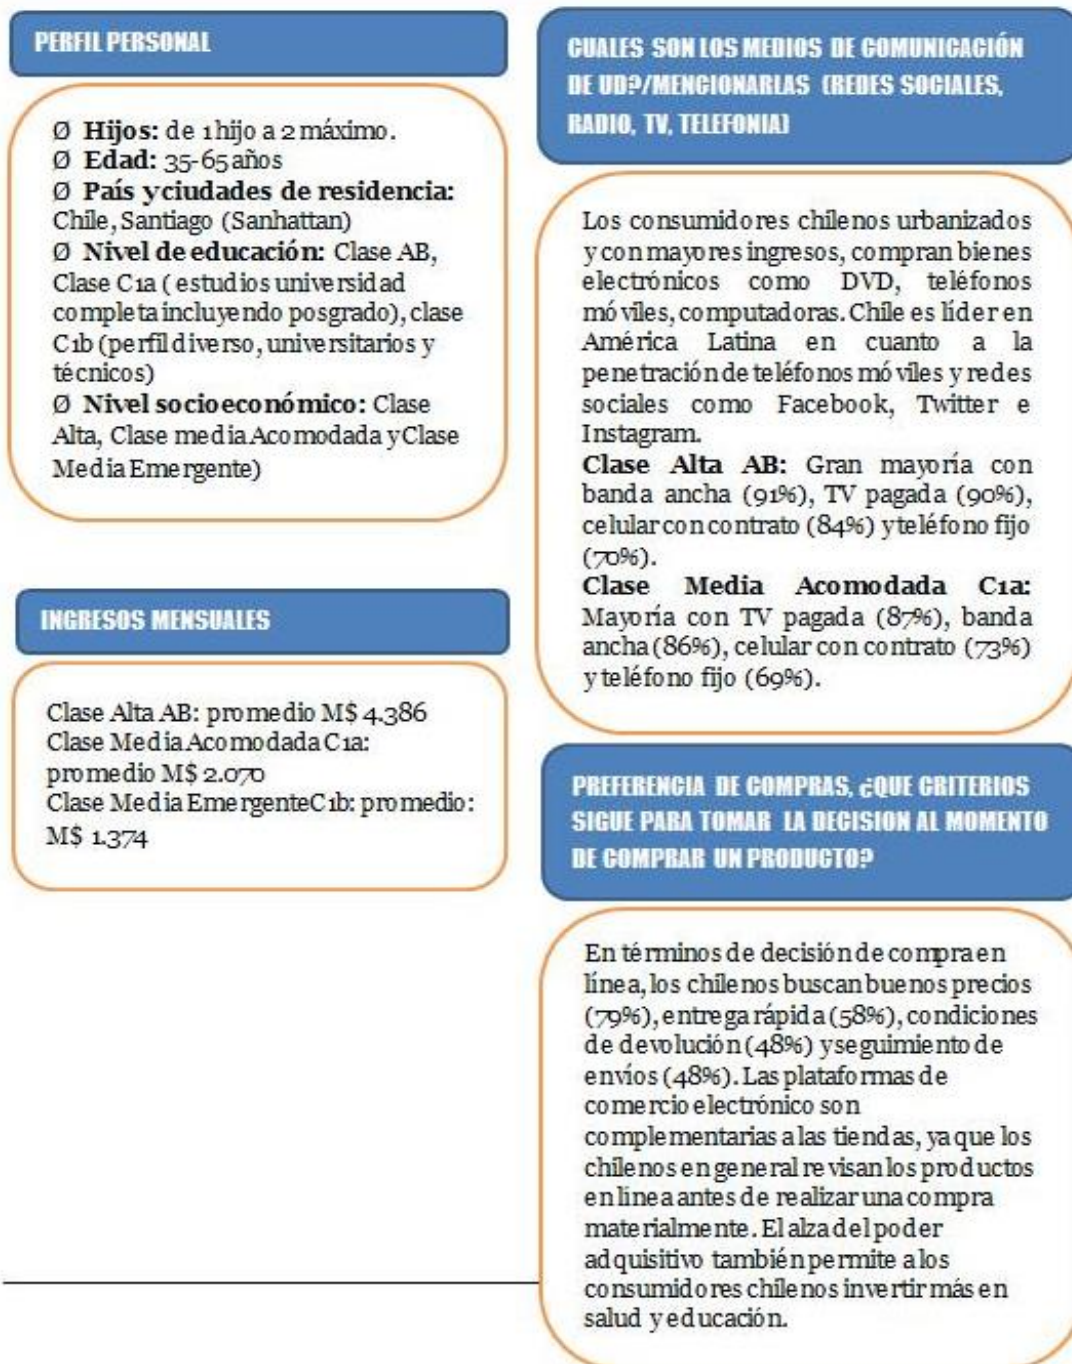 PERFIL PERSONAL
Ø Hijos: de 1 hijo a 2 máximo.
Ø Edad: 35-65 años
Ø País y ciudades de residencia:
Chile, Santiago (Sanhattan)
Ø Nivel de educación: Clase AB,
Clase C1a ( estudios universidad
completa incluyendo posgrado), clase
C1b (perfil diverso, universitarios y
técnicos)
Ø Nivel socioeconómico: Clase
Alta, Clase media Acomodada y Clase
Media Emergente)
INGRESOS MENSUALES
Clase Alta AB: promedio M$ 4.386
Clase Media Acomodada C1a:
promedio M$ 2.070
Clase Media Emergente C1b: promedio:
M$ 1.374
CUALES SON LOS MEDIOS DE COMUNICACIÓN
DE UD?/MENCIONARLAS (REDES SOCIALES,
RADIO, TV, TELEFONIA)
Los consumidores chilenos urbanizados
y con mayores ingresos, compran bienes
electrónicos como DVD, teléfonos
móviles, computadoras. Chile es líder en
América Latina en cuanto a la
penetración de teléfonos móviles y redes
sociales como Facebook, Twitter e
Instagram.
Clase Alta AB: Gran mayoría con
banda ancha (91%), TV pagada (90%),
celular con contrato (84%) y teléfono fijo
(70%).
Clase Media Acomodada C1a:
Mayoría con TV pagada (87%), banda
ancha (86%), celular con contrato (73%)
y teléfono fijo (69%).
PREFERENCIA DE COMPRAS, ¿QUE CRITERIOS
SIGUE PARA TOMAR LA DECISION AL MOMENTO
DE COMPRAR UN PRODUCTO?
En términos de decisión de compra en
línea, los chilenos buscan buenos precios
(79%), entrega rápida (58%), condiciones
de devolución (48%) y seguimiento de
envíos (48%). Las plataformas de
comercio electrónico son
complementarias a las tiendas, ya que los
chilenos en general revisan los productos
en línea antes de realizar una compra
materialmente. El alza del poder
adquisitivo también permite a los
consumidores chilenos invertir más en
salud y educación.